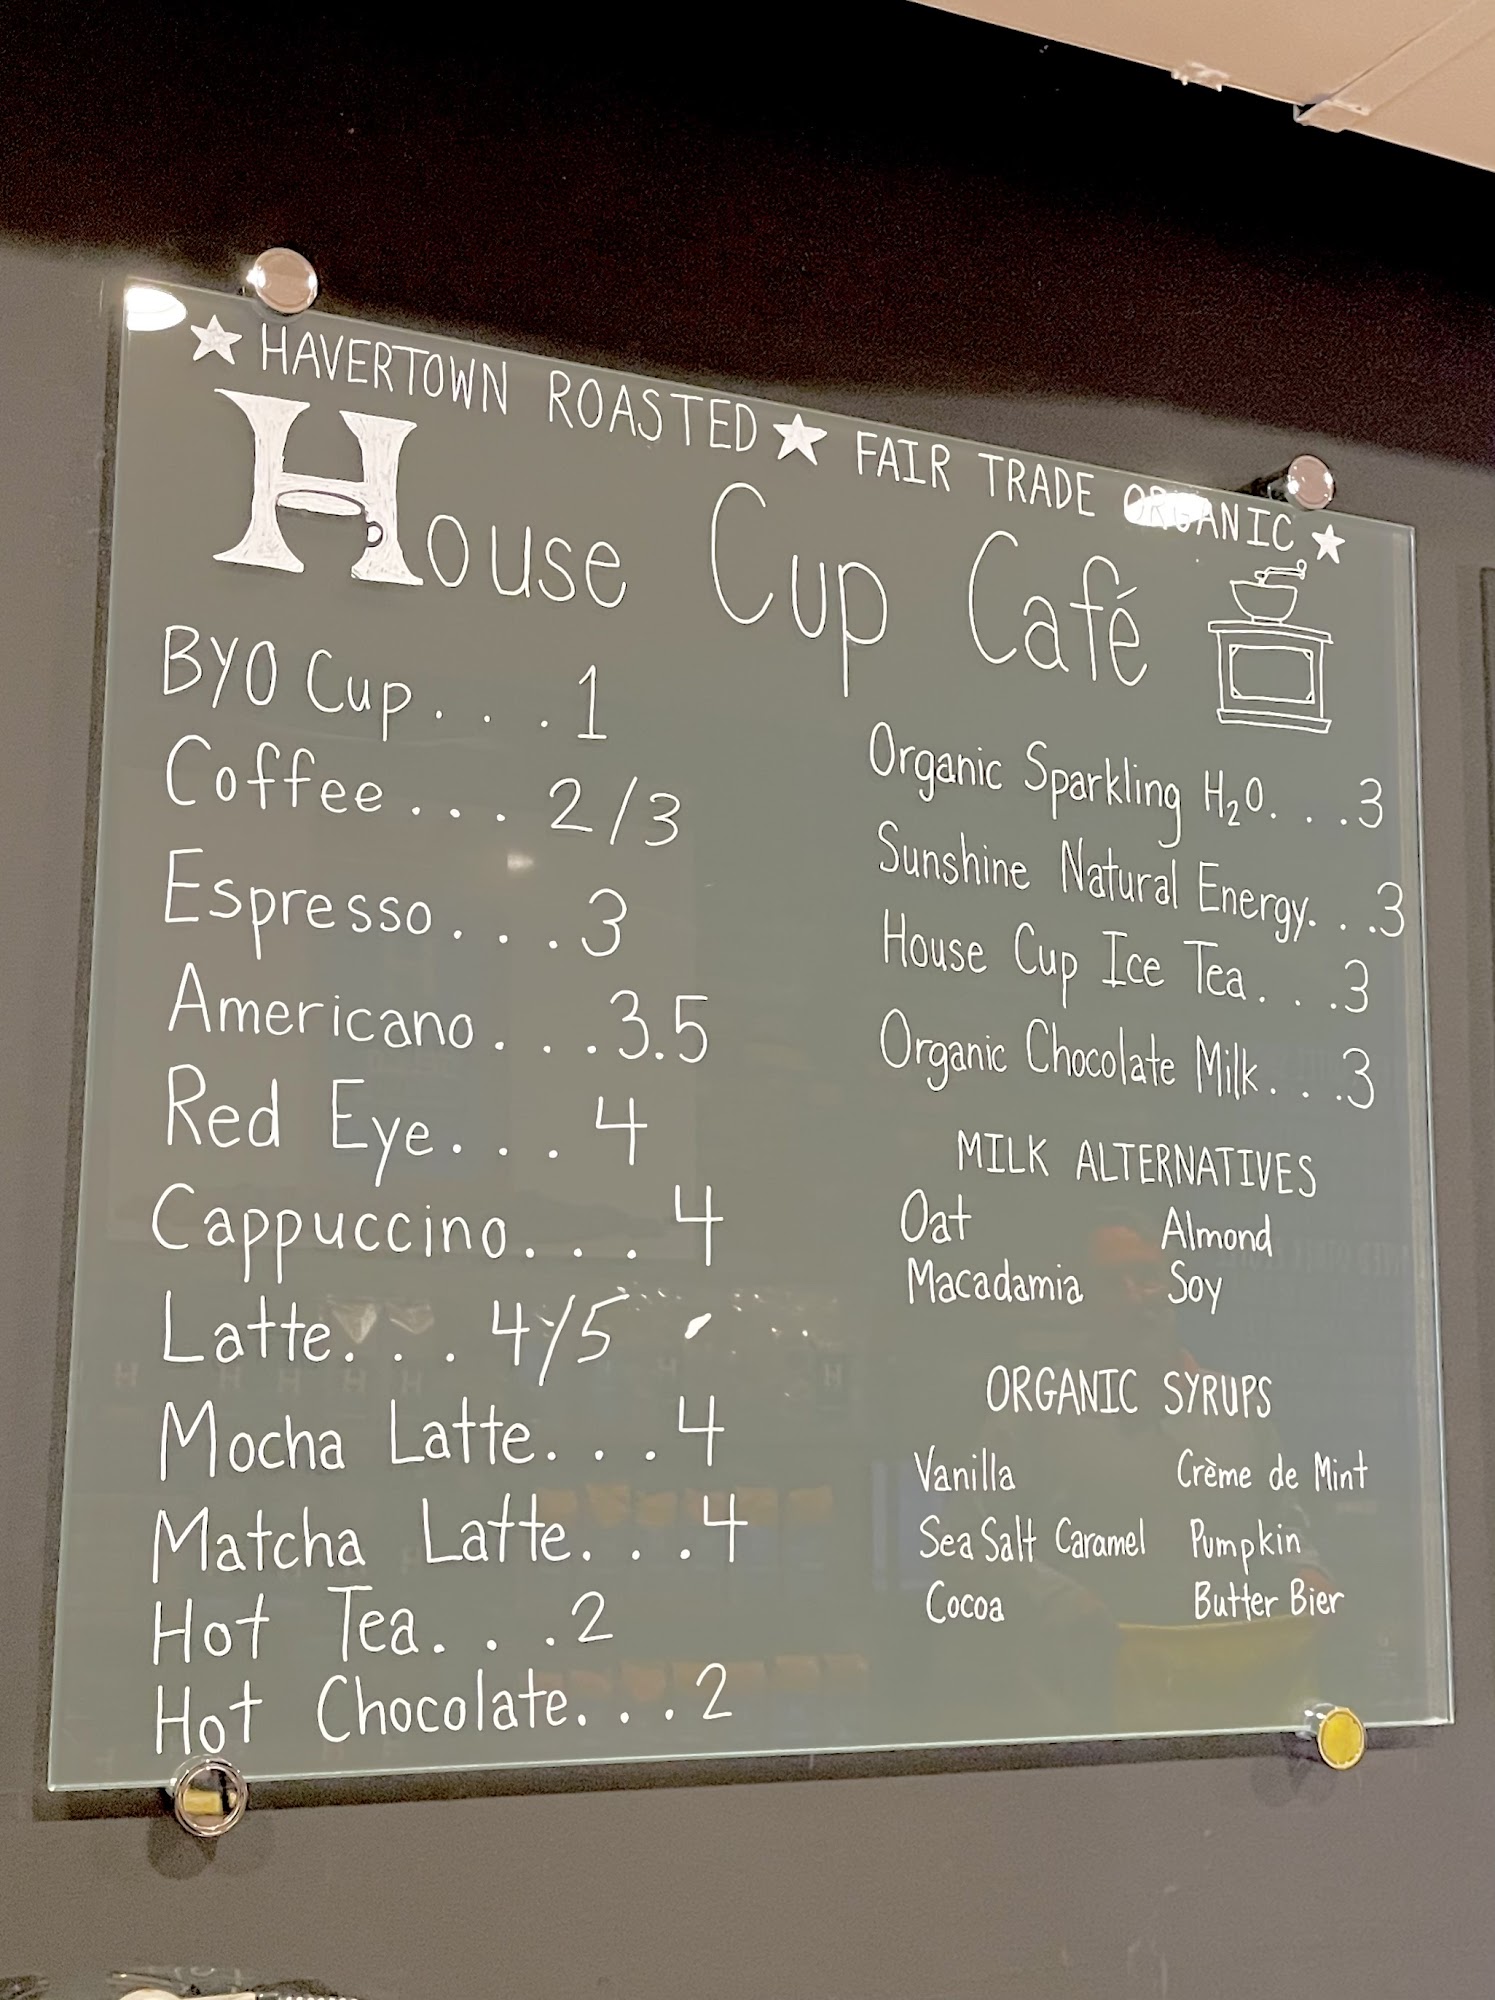 ★ HAVERTOWN ROASTED ★ FAIR TRADE ORGANIC ★
House Cup Café
BYO Cup...1
Coffee... 2/3
Espresso...3
Americano...3.5
Red Eye... 4
Cappuccino... 4
Latte... 4/5
Mocha Latte...4
Matcha Latte...4
Hot Tea...2
Hot Chocolate...2
Organic Sparkling H₂O...3
Sunshine Natural Energy...3
House Cup Ice Tea...3
Organic Chocolate Milk...3
MILK ALTERNATIVES
Oat Almond
Macadamia Soy
ORGANIC SYRUPS
Vanilla Crème de Mint
Sea Salt Caramel Pumpkin
Cocoa Butter Bier